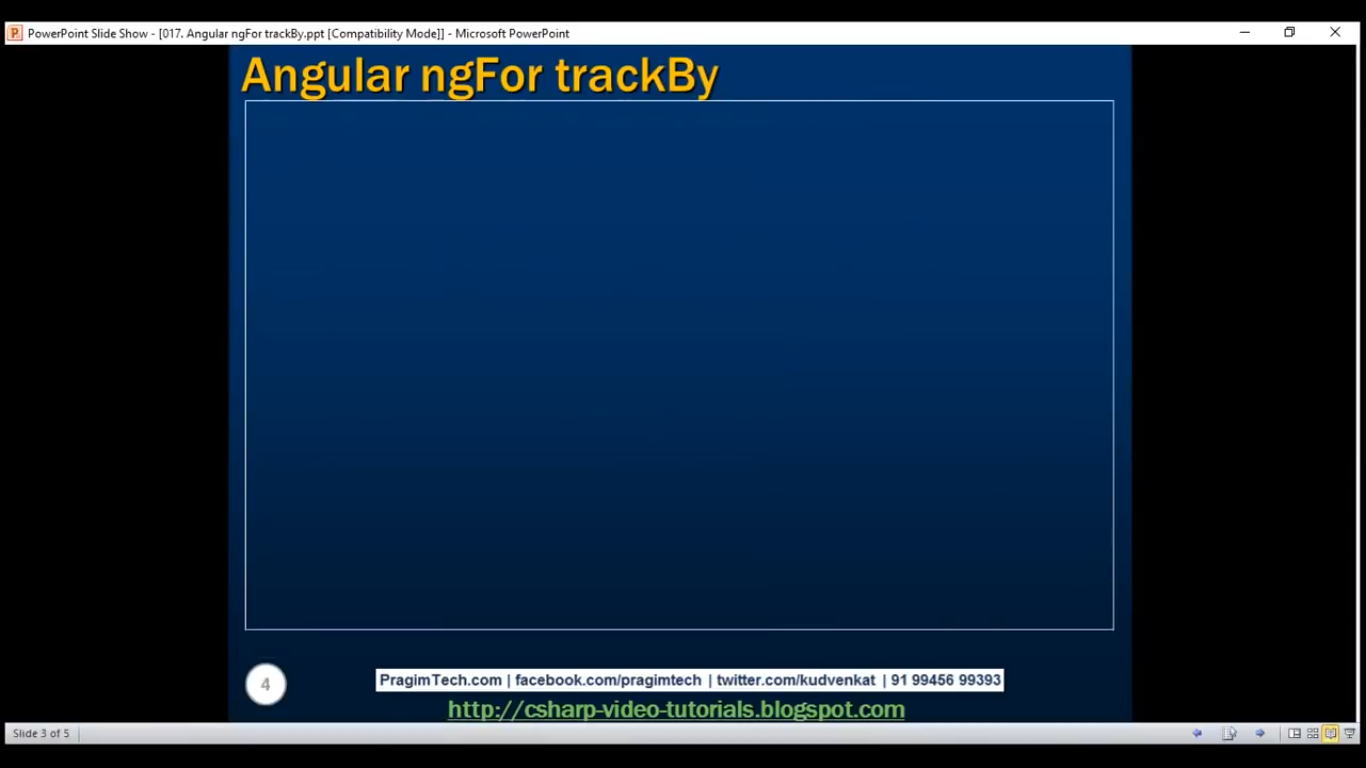 PowerPoint Slide Show - [017. Angular ngFor trackBy.ppt [Compatibility Mode]] - Microsoft PowerPoint
Angular ngFor trackBy
4
PragimTech.com | facebook.com/pragimtech | twitter.com/kudvenkat | 91 99456 99393
http://csharp-video-tutorials.blogspot.com
Slide 3 of 5